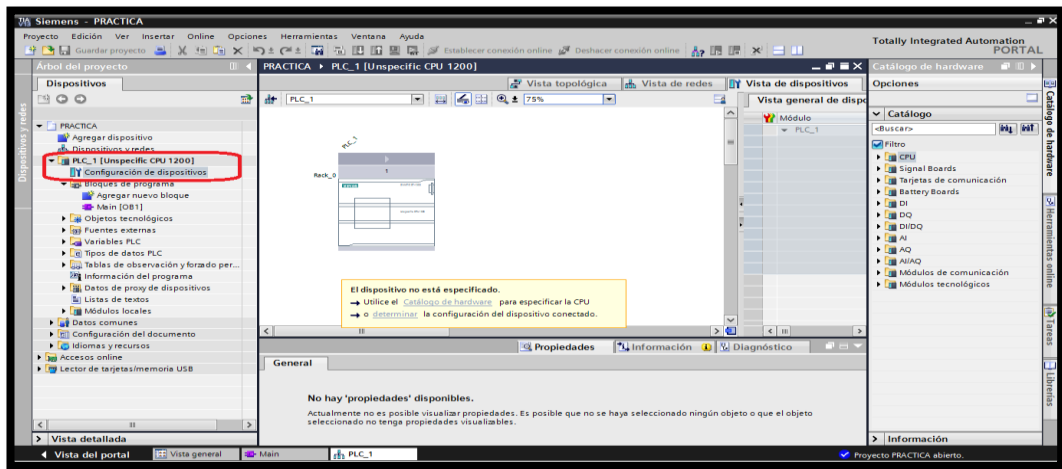 Siemens - PRACTICA
Proyecto Edición Ver Insertar Online Opciones Herramientas Ventana Ayuda
Guardar proyecto Establecer conexión online Deshacer conexión online
Totally Integrated Automation
PORTAL
Árbol del proyecto
Dispositivos
Dispositivos y redes
PRACTICA
Agregar dispositivo
Dispositivos y redes
PLC_1 [Unspecific CPU 1200]
Configuración de dispositivos
Bloques de programa
Agregar nuevo bloque
Main [OB1]
Objetos tecnológicos
Fuentes externas
Variables PLC
Tipos de datos PLC
Tablas de observación y forzado per...
Información del programa
Datos de proxy de dispositivos
Listas de textos
Módulos locales
Datos comunes
Configuración del documento
Idiomas y recursos
Accesos online
Lector de tarjetas/memoria USB
Vista detallada
PRACTICA PLC_1 [Unspecific CPU 1200]
Vista topológica Vista de redes Vista de dispositivos
PLC_1 75%
Vista general de dispo
Módulo
PLC_1
PLC_1
Rack_0
1
El dispositivo no está especificado.
Utilice el Catálogo de hardware para especificar la CPU
o determinar la configuración del dispositivo conectado.
Propiedades Información Diagnóstico
General
No hay 'propiedades' disponibles.
Actualmente no es posible visualizar propiedades. Es posible que no se haya seleccionado ningún objeto o que el objeto
seleccionado no tenga propiedades visualizables.
Catálogo de hardware
Opciones
Catálogo
<Buscar>
Filtro
CPU
Signal Boards
Tarjetas de comunicación
Battery Boards
DI
DQ
DI/DQ
AI
AQ
AI/AQ
Módulos de comunicación
Módulos tecnológicos
Información
Catálogo de hardware
Herramientas online
Tareas
Librerías
Vista del portal Vista general Main PLC_1
Proyecto PRACTICA abierto.